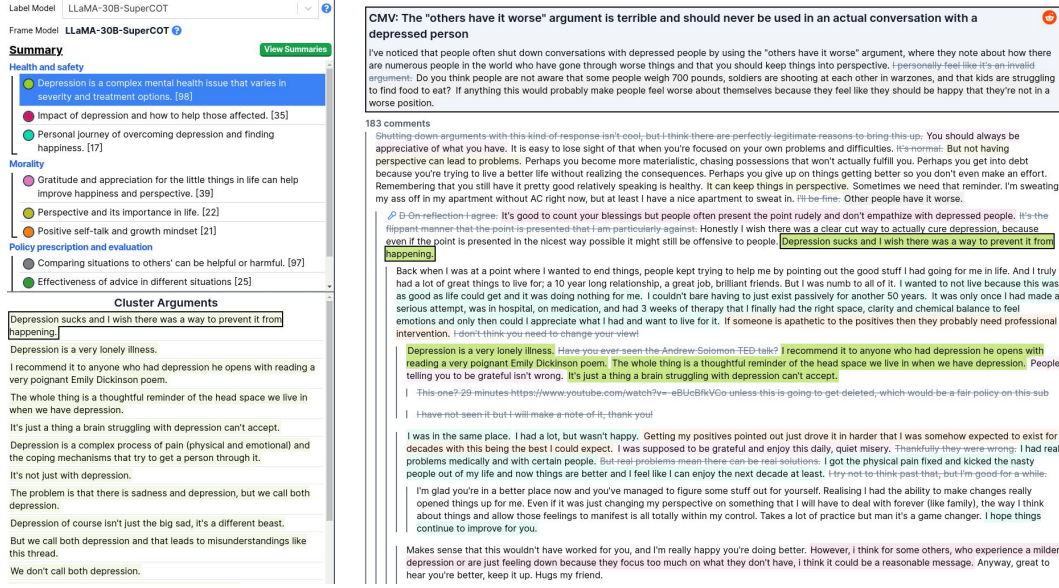 Label Model LLaMA-30B-SuperCOT
Frame Model LLaMA-30B-SuperCOT
Summary
View Summaries
Health and safety
Depression is a complex mental health issue that varies in
severity and treatment options. [98]
Impact of depression and how to help those affected. [35]
Personal journey of overcoming depression and finding
happiness. [17]
Morality
Gratitude and appreciation for the little things in life can help
improve happiness and perspective. [39]
Perspective and its importance in life. [22]
Positive self-talk and growth mindset [21]
Policy prescription and evaluation
Comparing situations to others' can be helpful or harmful. [97]
Effectiveness of advice in different situations [25]
Cluster Arguments
Depression sucks and I wish there was a way to prevent it from
happening.
Depression is a very lonely illness.
I recommend it to anyone who had depression he opens with reading a
very poignant Emily Dickinson poem.
The whole thing is a thoughtful reminder of the head space we live in
when we have depression.
It's just a thing a brain struggling with depression can't accept.
Depression is a complex process of pain (physical and emotional) and
the coping mechanisms that try to get a person through it.
It's not just with depression.
The problem is that there is sadness and depression, but we call both
depression.
Depression of course isn't just the big sad, it's a different beast.
But we call both depression and that leads to misunderstandings like
this thread.
We don't call both depression.
CMV: The "others have it worse" argument is terrible and should never be used in an actual conversation with a
depressed person
I've noticed that people often shut down conversations with depressed people by using the "others have it worse" argument, where they note about how there
are numerous people in the world who have gone through worse things and that you should keep things into perspective. I personally feel like it's an invalid
argument. Do you think people are not aware that some people weigh 700 pounds, soldiers are shooting at each other in warzones, and that kids are struggling
to find food to eat? If anything this would probably make people feel worse about themselves because they feel like they should be happy that they're not in a
worse position.
183 comments
Shutting down arguments with this kind of response isn't cool, but I think there are perfectly legitimate reasons to bring this up. You should always be
appreciative of what you have. It is easy to lose sight of that when you're focused on your own problems and difficulties. It's normal. But not having
perspective can lead to problems. Perhaps you become more materialistic, chasing possessions that won't actually fulfill you. Perhaps you get into debt
because you're trying to live a better life without realizing the consequences. Perhaps you give up on things getting better so you don't even make an effort.
Remembering that you still have it pretty good relatively speaking is healthy. It can keep things in perspective. Sometimes we need that reminder. I'm sweating
my ass off in my apartment without AC right now, but at least I have a nice apartment to sweat in. I'll be fine. Other people have it worse.
D On reflection I agree. It's good to count your blessings but people often present the point rudely and don't empathize with depressed people. It's the
flippant manner that the point is presented that I am particularly against. Honestly I wish there was a clear cut way to actually cure depression, because
even if the point is presented in the nicest way possible it might still be offensive to people. Depression sucks and I wish there was a way to prevent it from
happening.
Back when I was at a point where I wanted to end things, people kept trying to help me by pointing out the good stuff I had going for me in life. And I truly
had a lot of great things to live for; a 10 year long relationship, a great job, brilliant friends. But I was numb to all of it. I wanted to not live because this was
as good as life could get and it was doing nothing for me. I couldn't bare having to just exist passively for another 50 years. It was only once I had made a
serious attempt, was in hospital, on medication, and had 3 weeks of therapy that I finally had the right space, clarity and chemical balance to feel
emotions and only then could I appreciate what I had and want to live for it. If someone is apathetic to the positives then they probably need professional
intervention. I don't think you need to change your view!
Depression is a very lonely illness. Have you ever seen the Andrew Solomon TED talk? I recommend it to anyone who had depression he opens with
reading a very poignant Emily Dickinson poem. The whole thing is a thoughtful reminder of the head space we live in when we have depression. People
telling you to be grateful isn't wrong. It's just a thing a brain struggling with depression can't accept.
This one? 29 minutes https://www.youtube.com/watch?v=-eBUcBfkVCo unless this is going to get deleted, which would be a fair policy on this sub
I have not seen it but I will make a note of it, thank you!
I was in the same place. I had a lot, but wasn't happy. Getting my positives pointed out just drove it in harder that I was somehow expected to exist for
decades with this being the best I could expect. I was supposed to be grateful and enjoy this daily, quiet misery. Thankfully they were wrong. I had real
problems medically and with certain people. But real problems mean there can be real solutions. I got the physical pain fixed and kicked the nasty
people out of my life and now things are better and I feel like I can enjoy the next decade at least. I try not to think past that, but I'm good for a while.
I'm glad you're in a better place now and you've managed to figure some stuff out for yourself. Realising I had the ability to make changes really
opened things up for me. Even if it was just changing my perspective on something that I will have to deal with forever (like family), the way I think
about things and allow those feelings to manifest is all totally within my control. Takes a lot of practice but man it's a game changer. I hope things
continue to improve for you.
Makes sense that this wouldn't have worked for you, and I'm really happy you're doing better. However, i think for some others, who experience a milder
depression or are just feeling down because they focus too much on what they don't have, i think it could be a reasonable message. Anyway, great to
hear you're better, keep it up. Hugs my friend.